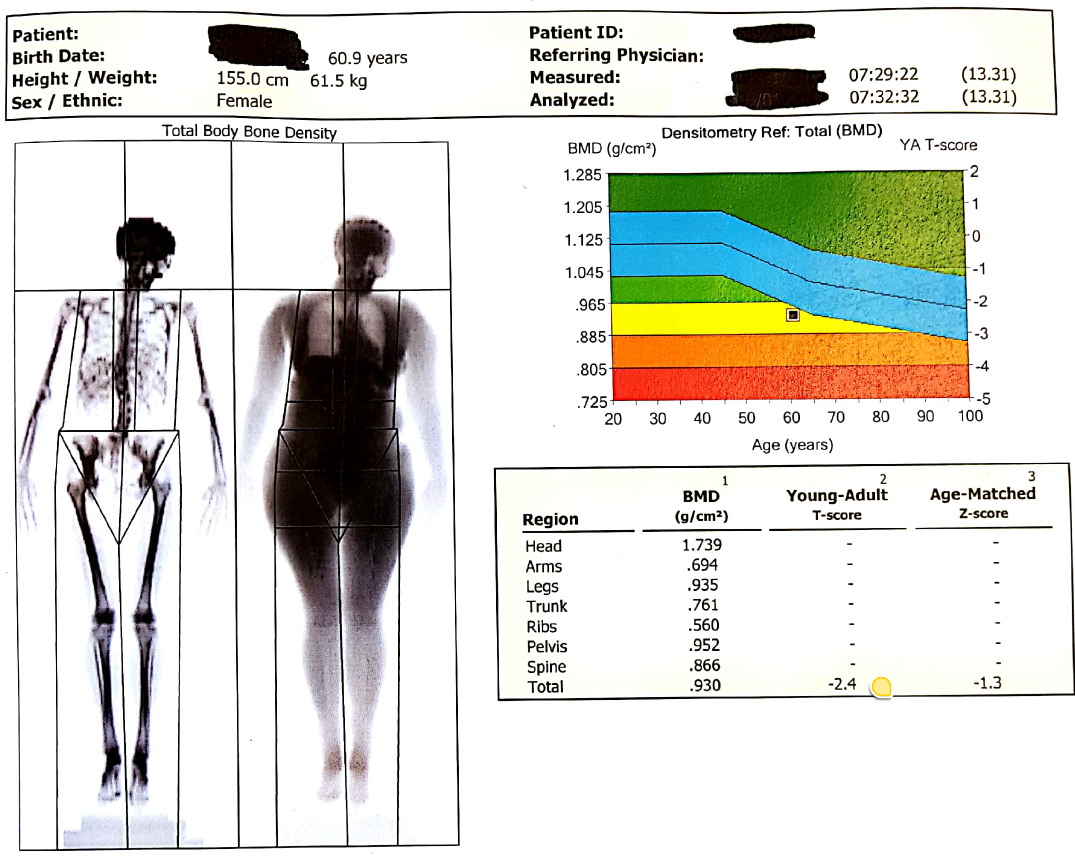 Patient:
Birth Date: 60.9 years
Height / Weight: 155.0 cm 61.5 kg
Sex / Ethnic: Female
Patient ID:
Referring Physician:
Measured: 07:29:22 (13.31)
Analyzed: 07:32:32 (13.31)
Total Body Bone Density
Densitometry Ref: Total (BMD)
BMD (g/cm²) YA T-score
1.285 2
1.205 1
1.125 0
1.045 -1
.965 -2
.885 -3
.805 -4
.725 -5
20 30 40 50 60 70 80 90 100
Age (years)
1 2 3
BMD Young-Adult Age-Matched
Region (g/cm²) T-score Z-score
Head 1.739 - -
Arms .694 - -
Legs .935 - -
Trunk .761 - -
Ribs .560 - -
Pelvis .952 - -
Spine .866 - -
Total .930 -2.4 -1.3